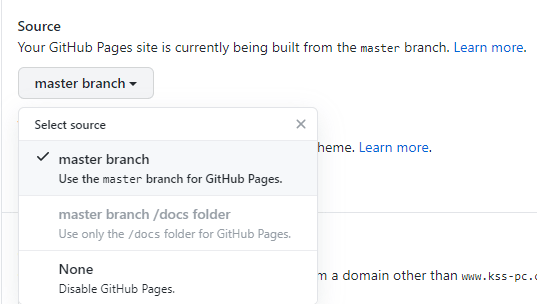 Source
Your GitHub Pages site is currently being built from the master branch. Learn more.
master branch
Select source
master branch
Use the master branch for GitHub Pages.
heme. Learn more.
master branch /docs folder
Use only the /docs folder for GitHub Pages.
None
Disable GitHub Pages.
m a domain other than www.kss-pc.